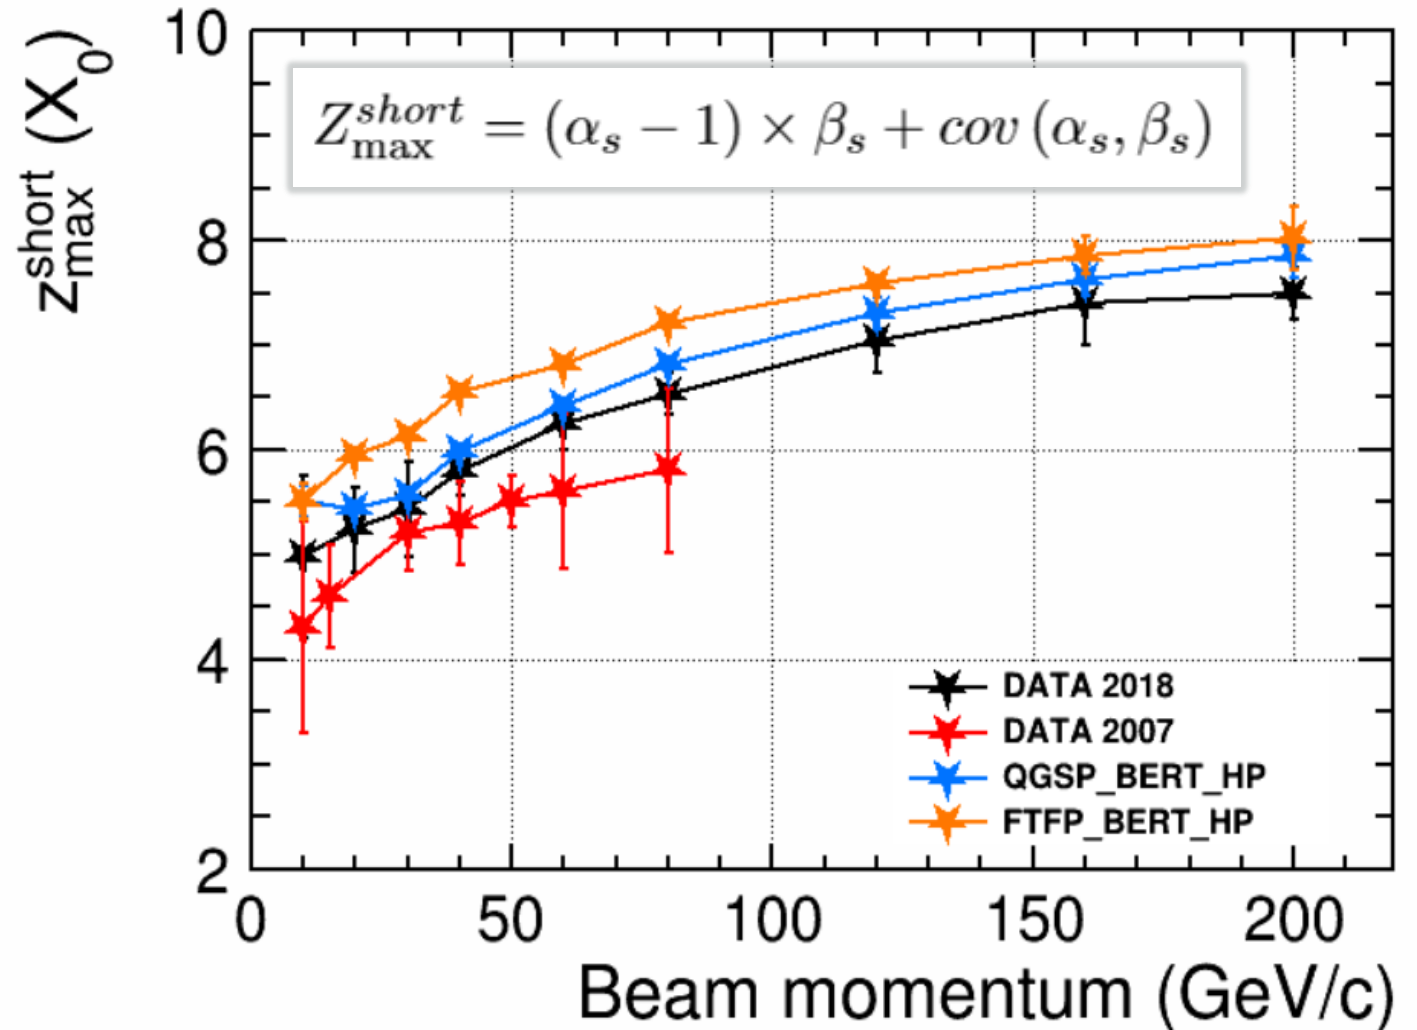 z_max^short (X_0)
10
8
6
4
2
Z_max^short = (α_s − 1) × β_s + cov (α_s, β_s)
DATA 2018
DATA 2007
QGSP_BERT_HP
FTFP_BERT_HP
0 50 100 150 200
Beam momentum (GeV/c)